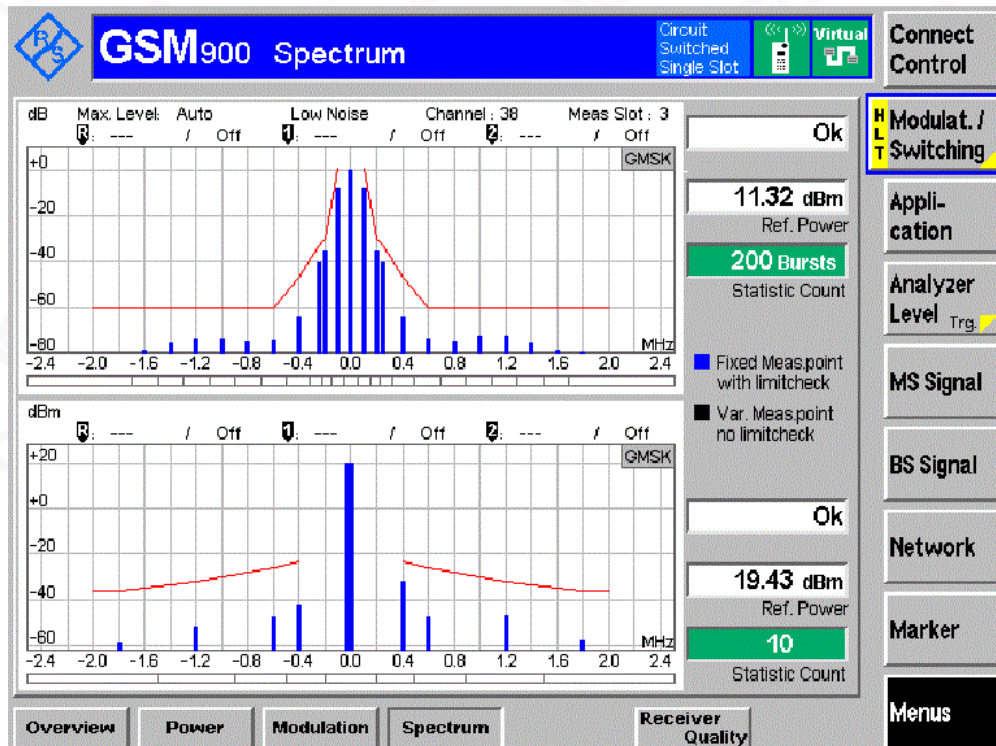 R&S
GSM900 Spectrum
Circuit
Switched
Single Slot
Virtual
Connect
Control
dB Max. Level: Auto Low Noise Channel : 38 Meas Slot : 3
R: --- / Off 1: --- / Off 2: --- / Off
GMSK
+0
-20
-40
-60
-80
MHz
-2.4 -2.0 -1.6 -1.2 -0.8 -0.4 0.0 0.4 0.8 1.2 1.6 2.0 2.4
Ok
11.32 dBm
Ref. Power
200 Bursts
Statistic Count
Fixed Meas.point
with limitcheck
Var. Meas.point
no limitcheck
dBm
R: --- / Off 1: --- / Off 2: --- / Off
GMSK
+20
+0
-20
-40
-60
MHz
-2.4 -2.0 -1.6 -1.2 -0.8 -0.4 0.0 0.4 0.8 1.2 1.6 2.0 2.4
Ok
19.43 dBm
Ref. Power
10
Statistic Count
HLT
Modulat. /
Switching
Appli-
cation
Analyzer
Level Trg.
MS Signal
BS Signal
Network
Marker
Menus
Overview Power Modulation Spectrum Receiver
Quality